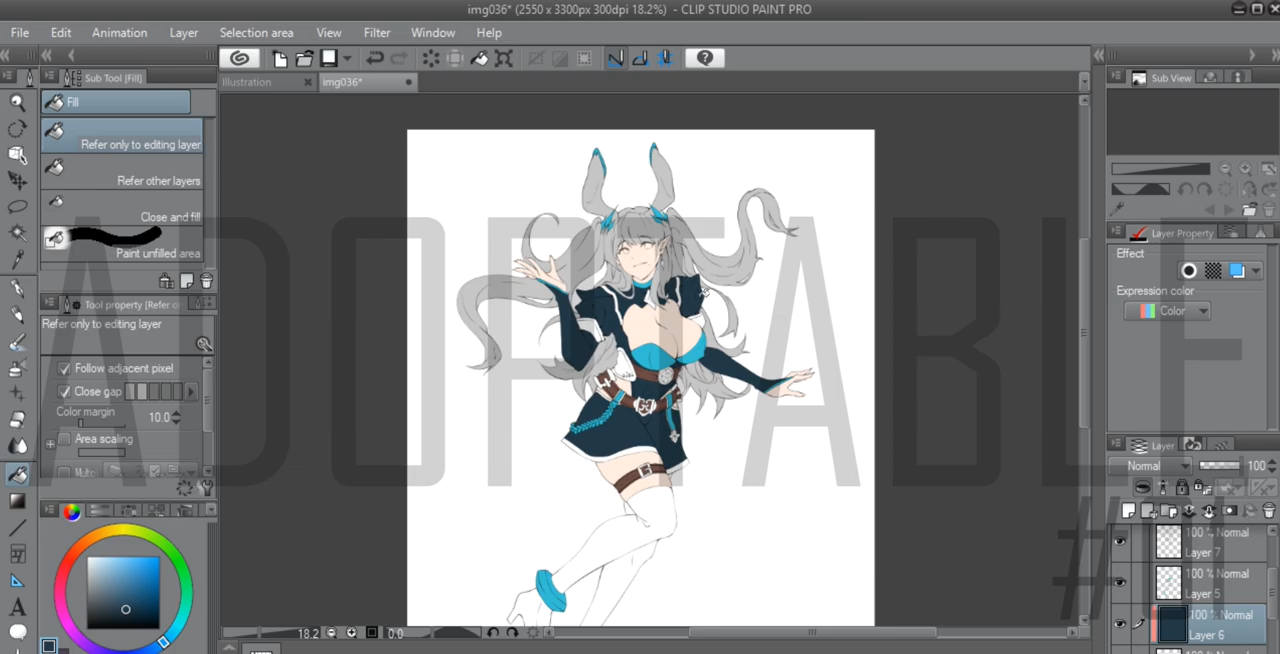 img036* (2550 x 3300px 300dpi 18.2%) - CLIP STUDIO PAINT PRO
File Edit Animation Layer Selection area View Filter Window Help
Sub Tool [Fill]
Illustration
img036*
Sub View
Fill
Refer only to editing layer
Refer other layers
Close and fill
Paint unfilled area
Tool property [Refer o
Refer only to editing layer
Follow adjacent pixel
Close gap
Color margin
10.0
Area scaling
ADOPTABLE
Layer Property
Effect
Expression color
Color
Layer
Normal
100
100 % Normal
Layer 7
100 % Normal
Layer 5
100 % Normal
Layer 6
18.2
0.0
A